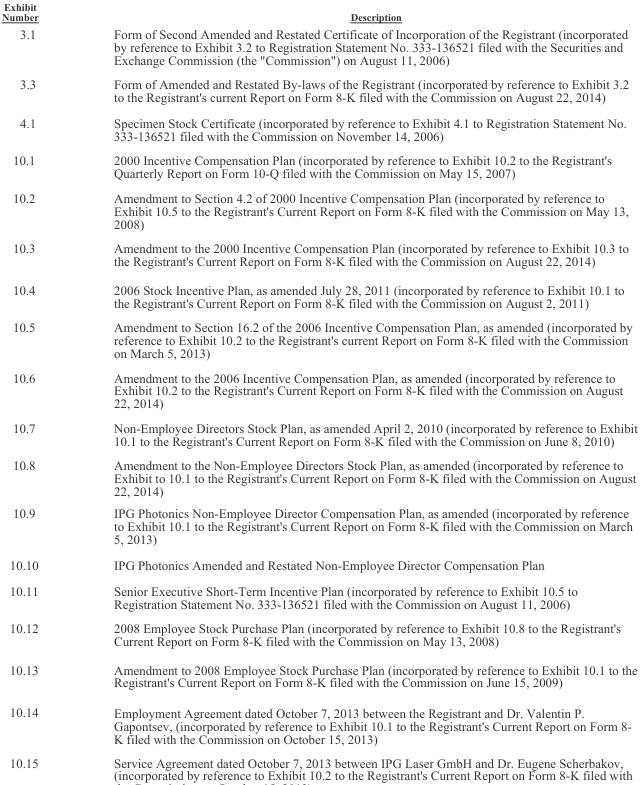 Exhibit
Number Description
3.1 Form of Second Amended and Restated Certificate of Incorporation of the Registrant (incorporated
by reference to Exhibit 3.2 to Registration Statement No. 333-136521 filed with the Securities and
Exchange Commission (the "Commission") on August 11, 2006)
3.3 Form of Amended and Restated By-laws of the Registrant (incorporated by reference to Exhibit 3.2
to the Registrant's current Report on Form 8-K filed with the Commission on August 22, 2014)
4.1 Specimen Stock Certificate (incorporated by reference to Exhibit 4.1 to Registration Statement No.
333-136521 filed with the Commission on November 14, 2006)
10.1 2000 Incentive Compensation Plan (incorporated by reference to Exhibit 10.2 to the Registrant's
Quarterly Report on Form 10-Q filed with the Commission on May 15, 2007)
10.2 Amendment to Section 4.2 of 2000 Incentive Compensation Plan (incorporated by reference to
Exhibit 10.5 to the Registrant's Current Report on Form 8-K filed with the Commission on May 13,
2008)
10.3 Amendment to the 2000 Incentive Compensation Plan (incorporated by reference to Exhibit 10.3 to
the Registrant's Current Report on Form 8-K filed with the Commission on August 22, 2014)
10.4 2006 Stock Incentive Plan, as amended July 28, 2011 (incorporated by reference to Exhibit 10.1 to
the Registrant's Current Report on Form 8-K filed with the Commission on August 2, 2011)
10.5 Amendment to Section 16.2 of the 2006 Incentive Compensation Plan, as amended (incorporated by
reference to Exhibit 10.2 to the Registrant's current Report on Form 8-K filed with the Commission
on March 5, 2013)
10.6 Amendment to the 2006 Incentive Compensation Plan, as amended (incorporated by reference to
Exhibit 10.2 to the Registrant's Current Report on Form 8-K filed with the Commission on August
22, 2014)
10.7 Non-Employee Directors Stock Plan, as amended April 2, 2010 (incorporated by reference to Exhibit
10.1 to the Registrant's Current Report on Form 8-K filed with the Commission on June 8, 2010)
10.8 Amendment to the Non-Employee Directors Stock Plan, as amended (incorporated by reference to
Exhibit to 10.1 to the Registrant's Current Report on Form 8-K filed with the Commission on August
22, 2014)
10.9 IPG Photonics Non-Employee Director Compensation Plan, as amended (incorporated by reference
to Exhibit 10.1 to the Registrant's Current Report on Form 8-K filed with the Commission on March
5, 2013)
10.10 IPG Photonics Amended and Restated Non-Employee Director Compensation Plan
10.11 Senior Executive Short-Term Incentive Plan (incorporated by reference to Exhibit 10.5 to
Registration Statement No. 333-136521 filed with the Commission on August 11, 2006)
10.12 2008 Employee Stock Purchase Plan (incorporated by reference to Exhibit 10.8 to the Registrant's
Current Report on Form 8-K filed with the Commission on May 13, 2008)
10.13 Amendment to 2008 Employee Stock Purchase Plan (incorporated by reference to Exhibit 10.1 to the
Registrant's Current Report on Form 8-K filed with the Commission on June 15, 2009)
10.14 Employment Agreement dated October 7, 2013 between the Registrant and Dr. Valentin P.
Gapontsev, (incorporated by reference to Exhibit 10.1 to the Registrant's Current Report on Form 8-
K filed with the Commission on October 15, 2013)
10.15 Service Agreement dated October 7, 2013 between IPG Laser GmbH and Dr. Eugene Scherbakov,
(incorporated by reference to Exhibit 10.2 to the Registrant's Current Report on Form 8-K filed with